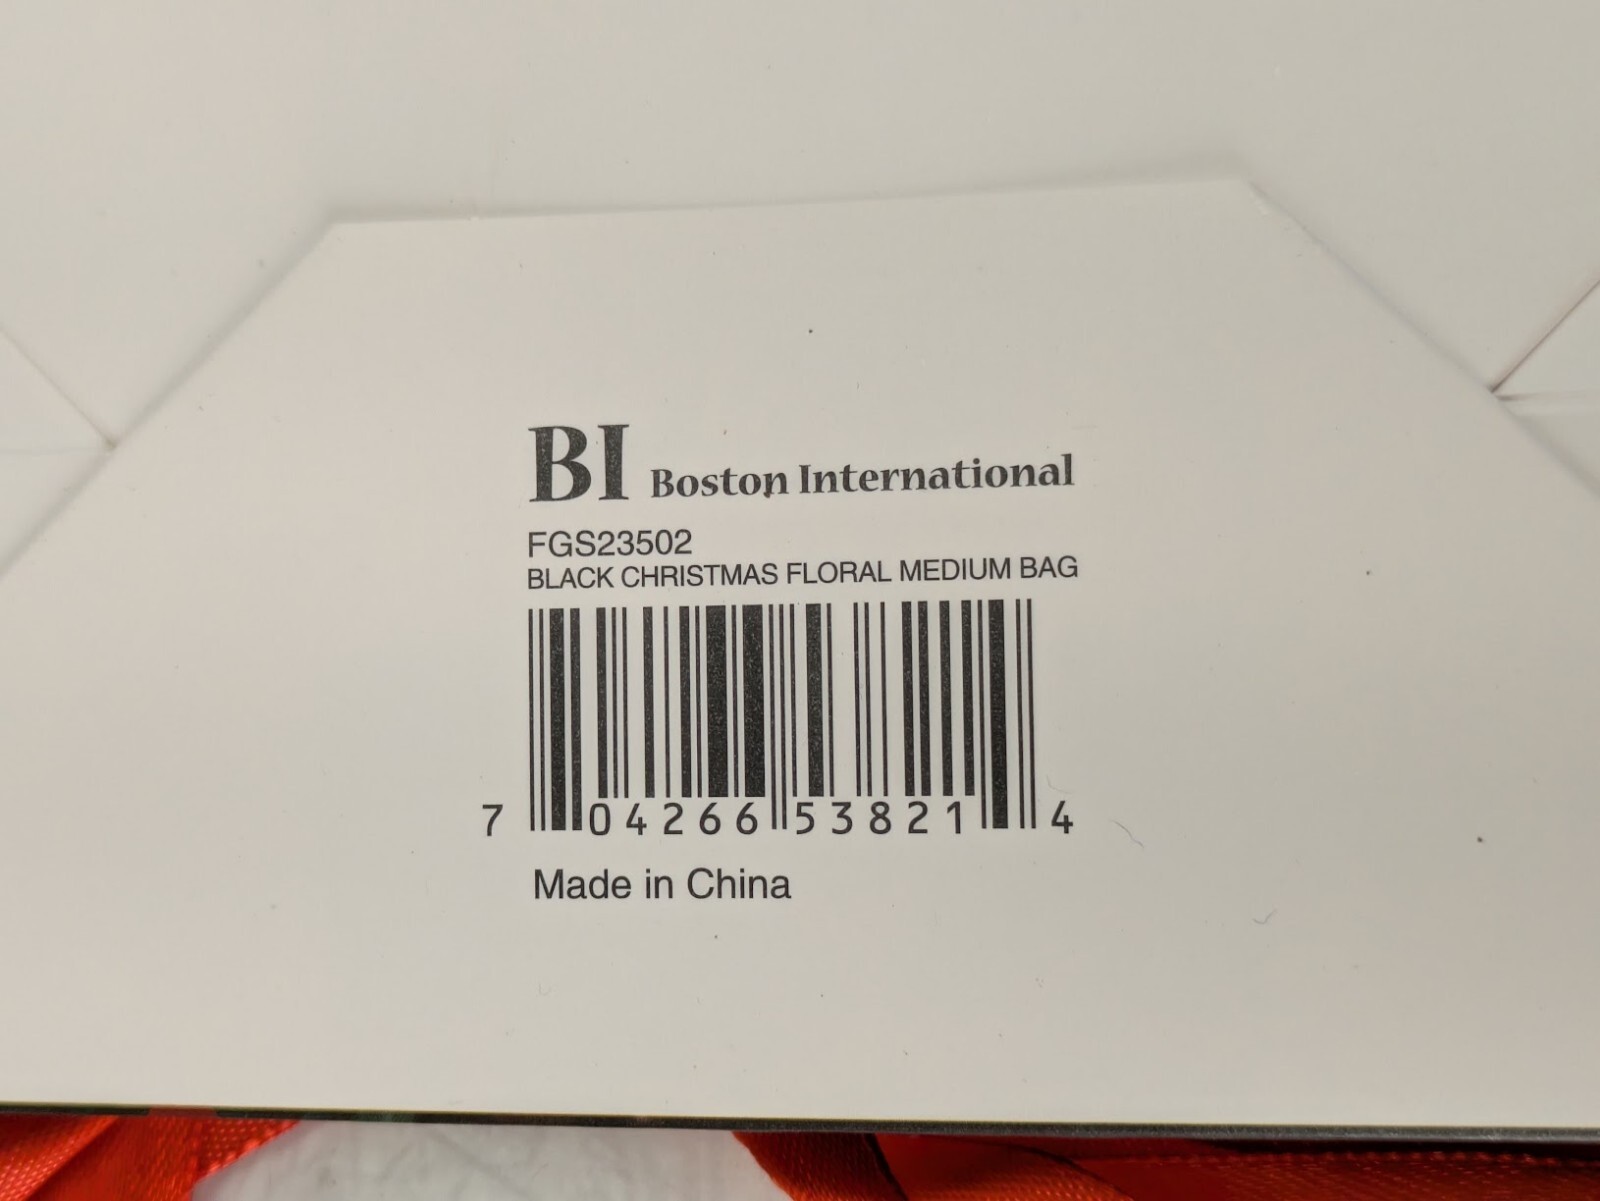 BI Boston International
FGS23502
BLACK CHRISTMAS FLORAL MEDIUM BAG
7 04266 53821 4
Made in China